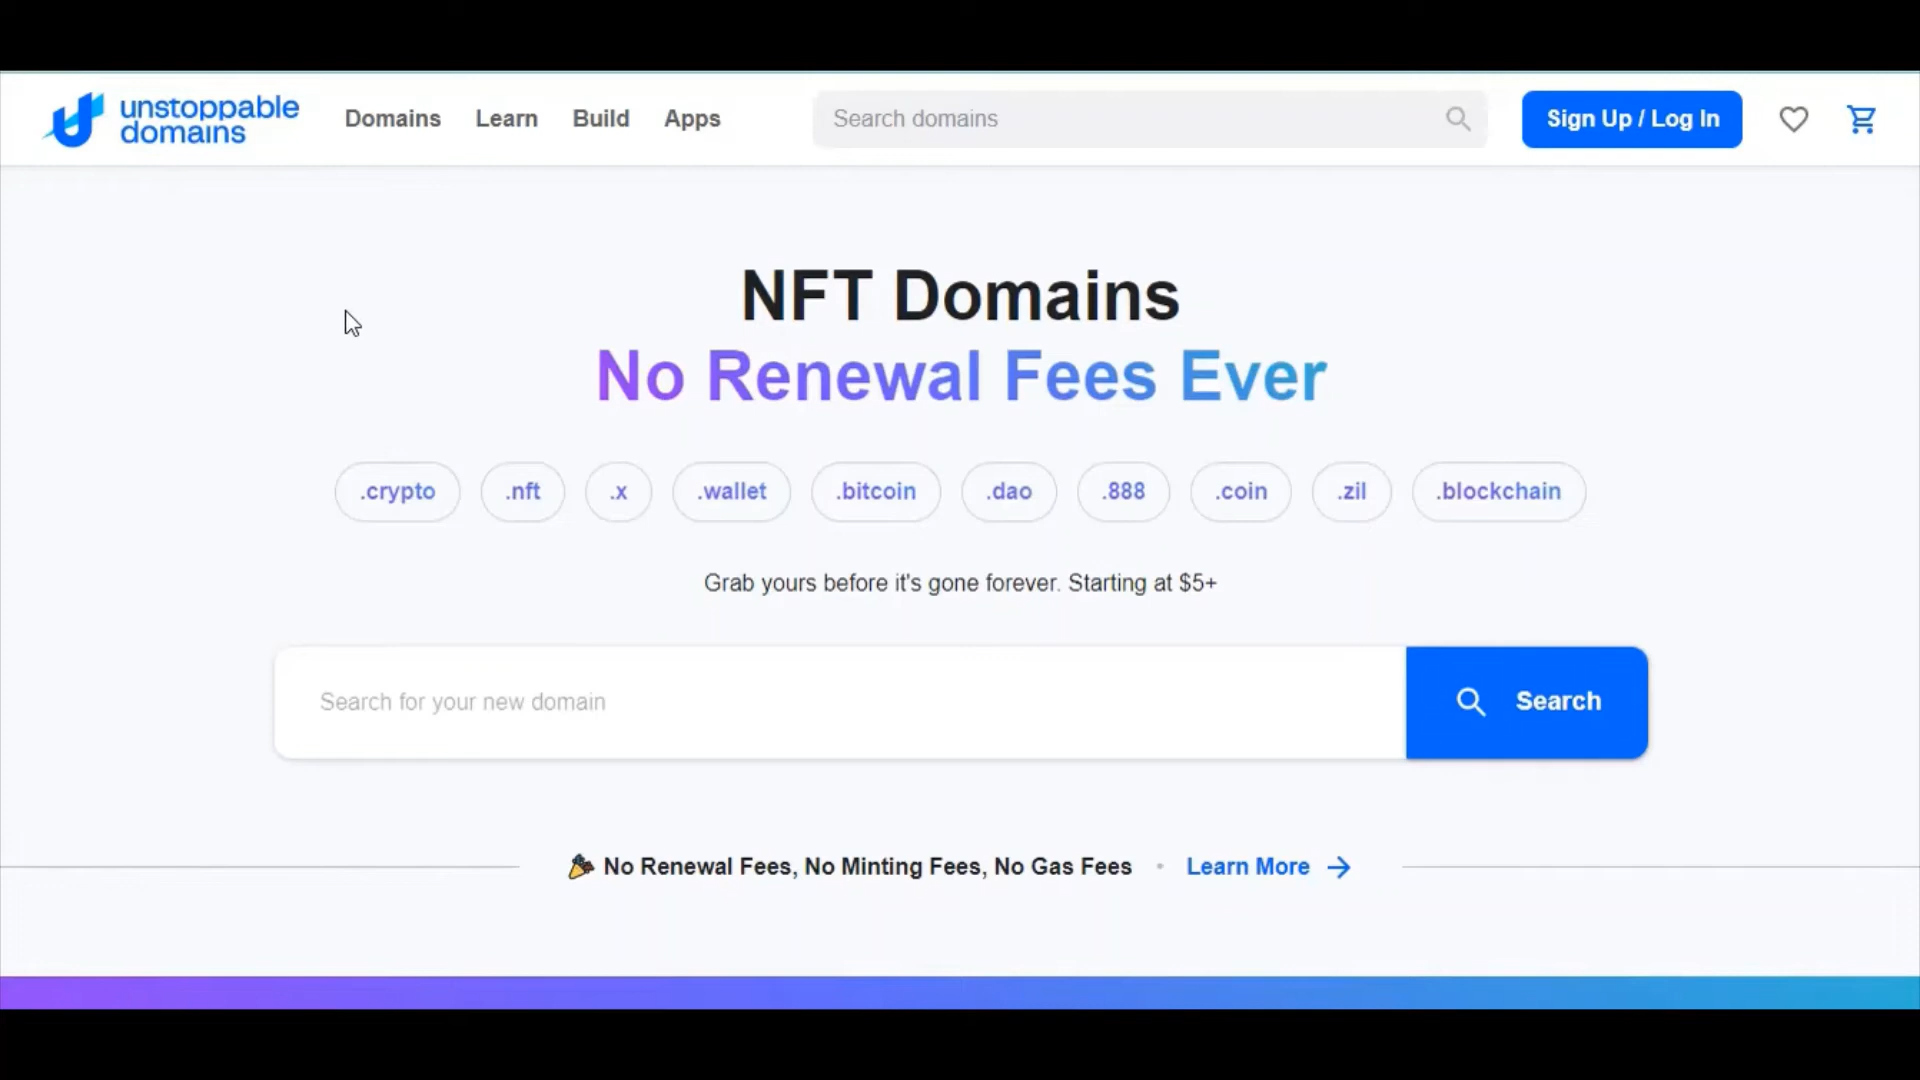 unstoppable
domains
Domains Learn Build Apps Search domains Sign Up / Log In
NFT Domains
No Renewal Fees Ever
.crypto .nft .x .wallet .bitcoin .dao .888 .coin .zil .blockchain
Grab yours before it's gone forever. Starting at $5+
Search for your new domain Search
No Renewal Fees, No Minting Fees, No Gas Fees • Learn More